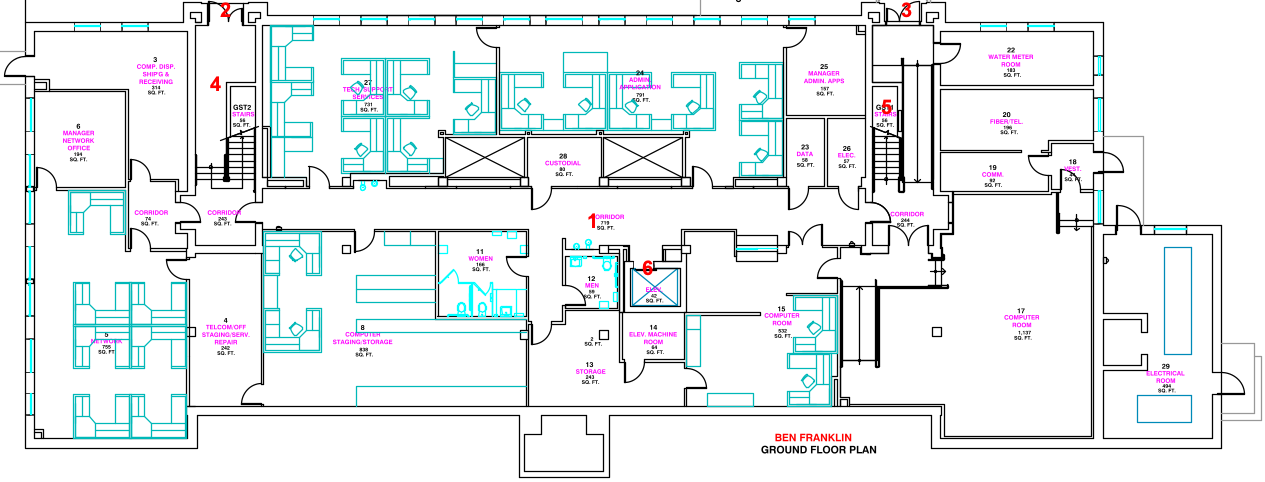 2
3
4
3
COMP. DISP.
SHIPG &
RECEIVING
314
SQ. FT.
27
TECH. SUPPORT
SERVICES
731
SQ. FT.
24
ADMIN.
APPLICATION
791
SQ. FT.
25
MANAGER
ADMIN. APPS
157
SQ. FT.
22
WATER METER
ROOM
183
SQ. FT.
GST2
STAIRS
56
SQ. FT.
5
STAIRS
56
SQ. FT.
6
MANAGER
NETWORK
OFFICE
194
SQ. FT.
20
FIBER/TEL.
196
SQ. FT.
28
CUSTODIAL
80
SQ. FT.
23
DATA
58
SQ. FT.
26
ELEC.
57
SQ. FT.
19
COMM.
92
SQ. FT.
18
VEST.
SQ. FT.
CORRIDOR
74
SQ. FT.
CORRIDOR
243
SQ. FT.
1
CORRIDOR
719
SQ. FT.
CORRIDOR
244
SQ. FT.
11
WOMEN
166
SQ. FT.
12
MEN
SQ. FT.
6
ELEV.
42
SQ. FT.
5
NETWORK
755
SQ. FT
4
TELCOM/OFF
STAGING/SERV.
REPAIR
242
SQ. FT.
8
COMPUTER
STAGING/STORAGE
838
SQ. FT.
2
SQ. FT.
13
STORAGE
243
SQ. FT.
14
ELEV. MACHINE
ROOM
64
SQ. FT.
15
COMPUTER
ROOM
532
SQ. FT.
17
COMPUTER
ROOM
1,137
SQ. FT.
29
ELECTRICAL
ROOM
494
SQ. FT.
BEN FRANKLIN
GROUND FLOOR PLAN